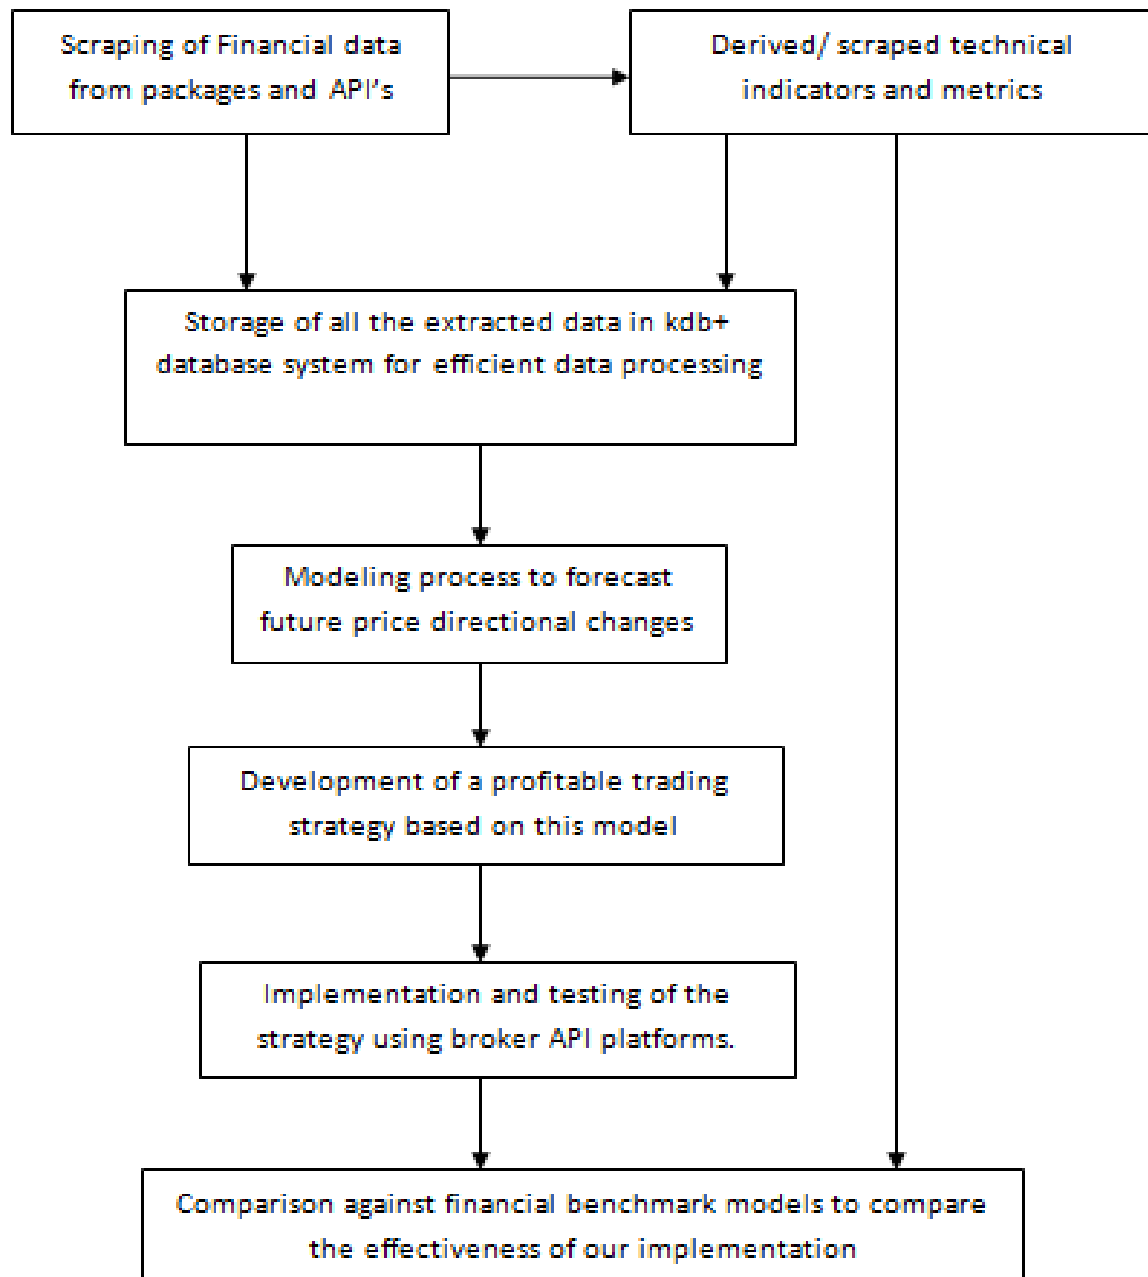 Scraping of Financial data
from packages and API's
Derived/ scraped technical
indicators and metrics
Storage of all the extracted data in kdb+
database system for efficient data processing
Modeling process to forecast
future price directional changes
Development of a profitable trading
strategy based on this model
Implementation and testing of the
strategy using broker API platforms.
Comparison against financial benchmark models to compare
the effectiveness of our implementation